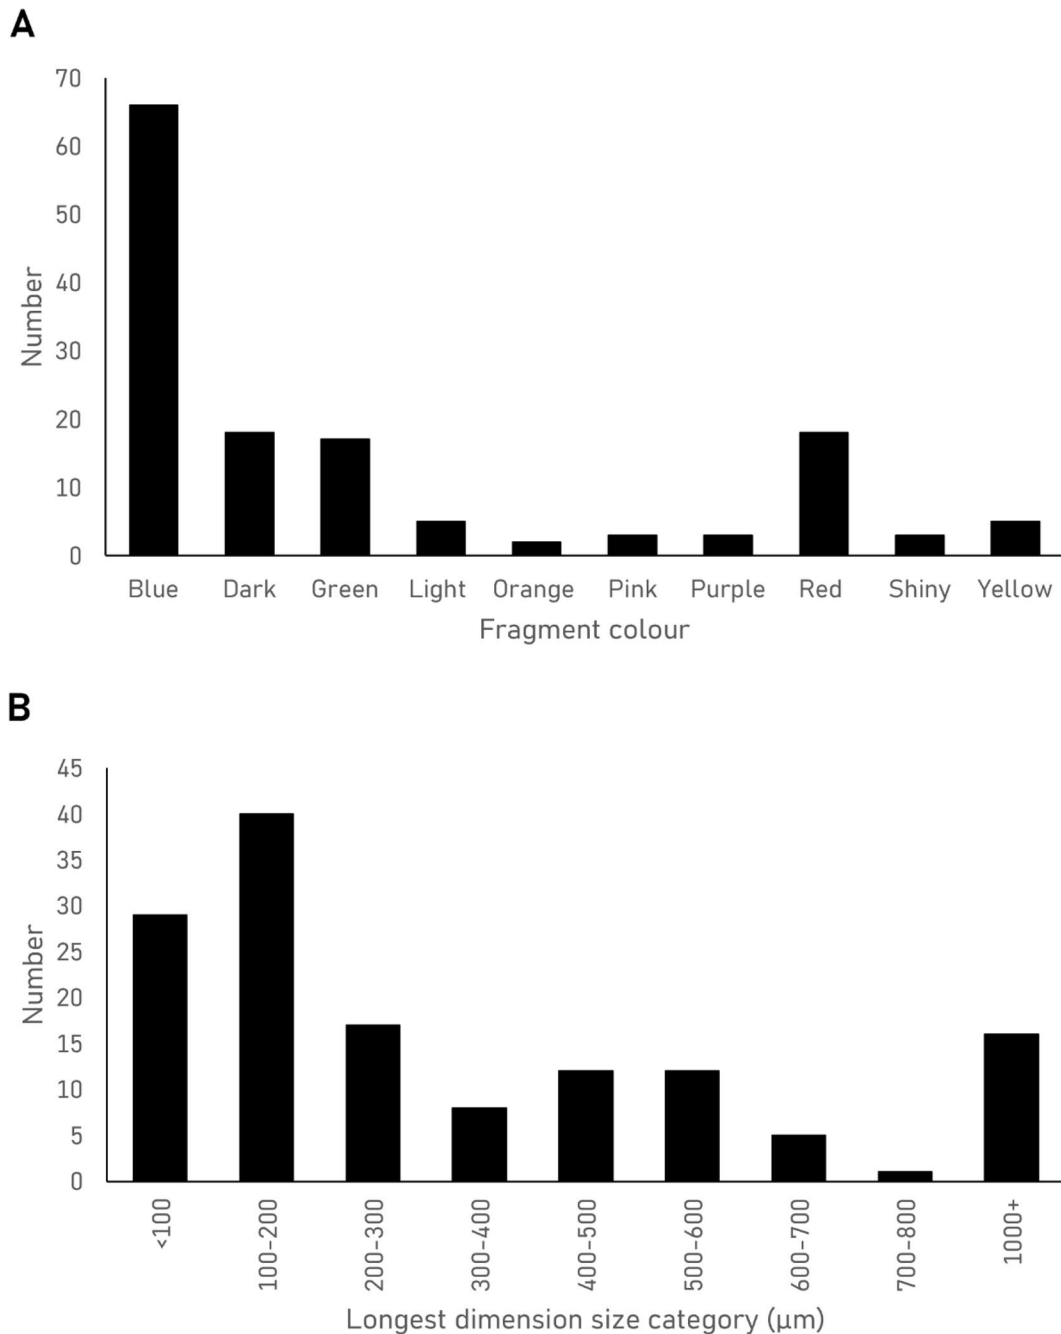 A
70
60
50
40
30
20
10
0
Number
Blue Dark Green Light Orange Pink Purple Red Shiny Yellow
Fragment colour
B
45
40
35
30
25
20
15
10
5
0
Number
<100 100-200 200-300 300-400 400-500 500-600 600-700 700-800 1000+
Longest dimension size category (µm)